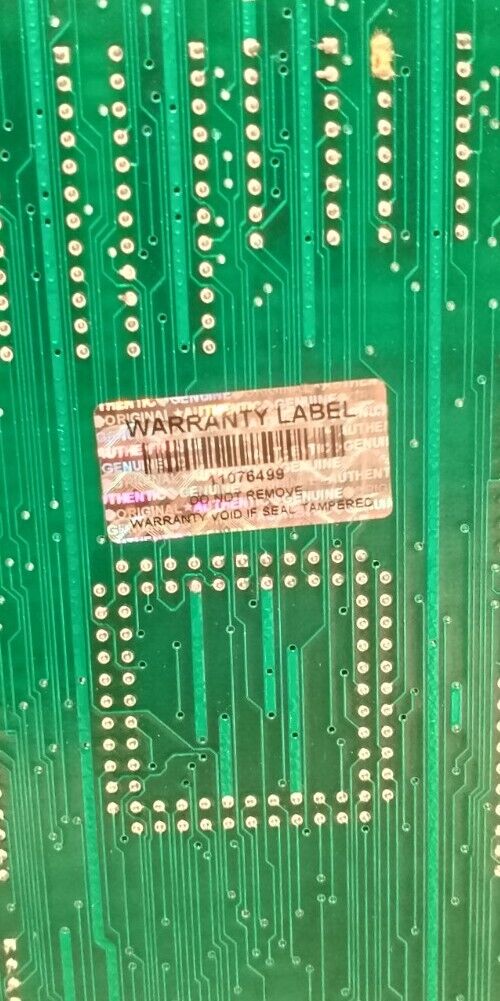 WARRANTY LABEL
11076499
DO NOT REMOVE
WARRANTY VOID IF SEAL TAMPERED